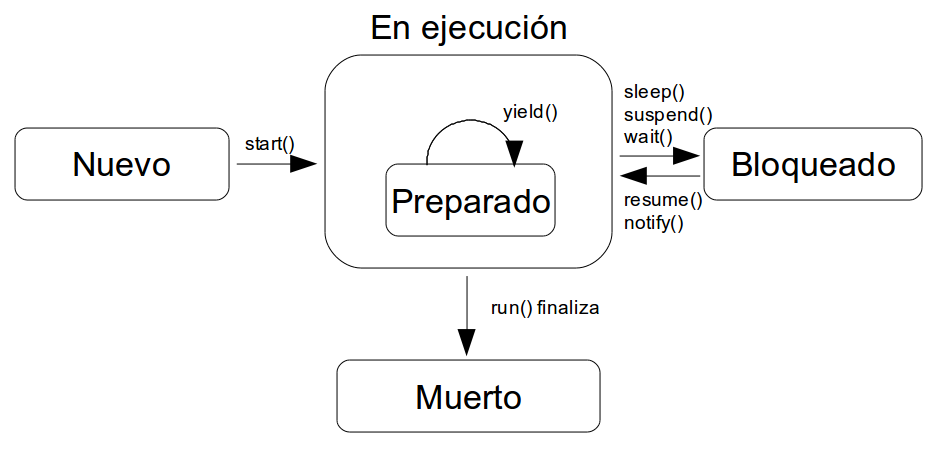 En ejecución
Nuevo
start()
yield()
Preparado
sleep()
suspend()
wait()
Bloqueado
resume()
notify()
run() finaliza
Muerto